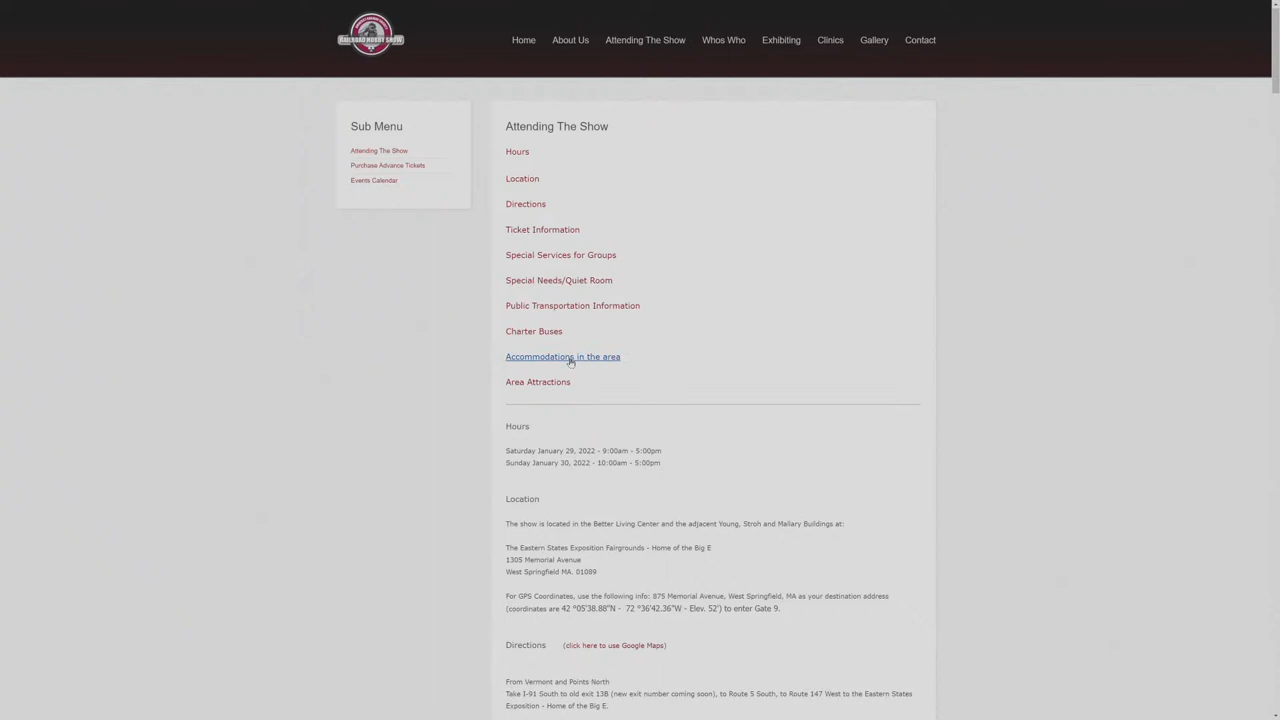 RAILROAD HOBBY SHOW
Home
About Us
Attending The Show
Whos Who
Exhibiting
Clinics
Gallery
Contact
Sub Menu
Attending The Show
Purchase Advance Tickets
Events Calendar
Attending The Show
Hours
Location
Directions
Ticket Information
Special Services for Groups
Special Needs/Quiet Room
Public Transportation Information
Charter Buses
Accommodations in the area
Area Attractions
Hours
Saturday January 29, 2022 - 9:00am - 5:00pm
Sunday January 30, 2022 - 10:00am - 5:00pm
Location
The show is located in the Better Living Center and the adjacent Young, Stroh and Mallary Buildings at:
The Eastern States Exposition Fairgrounds - Home of the Big E
1305 Memorial Avenue
West Springfield MA. 01089
For GPS Coordinates, use the following info: 875 Memorial Avenue, West Springfield, MA as your destination address
(coordinates are 42 °05'38.88"N - 72 °36'42.36"W - Elev. 52') to enter Gate 9.
Directions (click here to use Google Maps)
From Vermont and Points North
Take I-91 South to old exit 13B (new exit number coming soon), to Route 5 South, to Route 147 West to the Eastern States
Exposition - Home of the Big E.